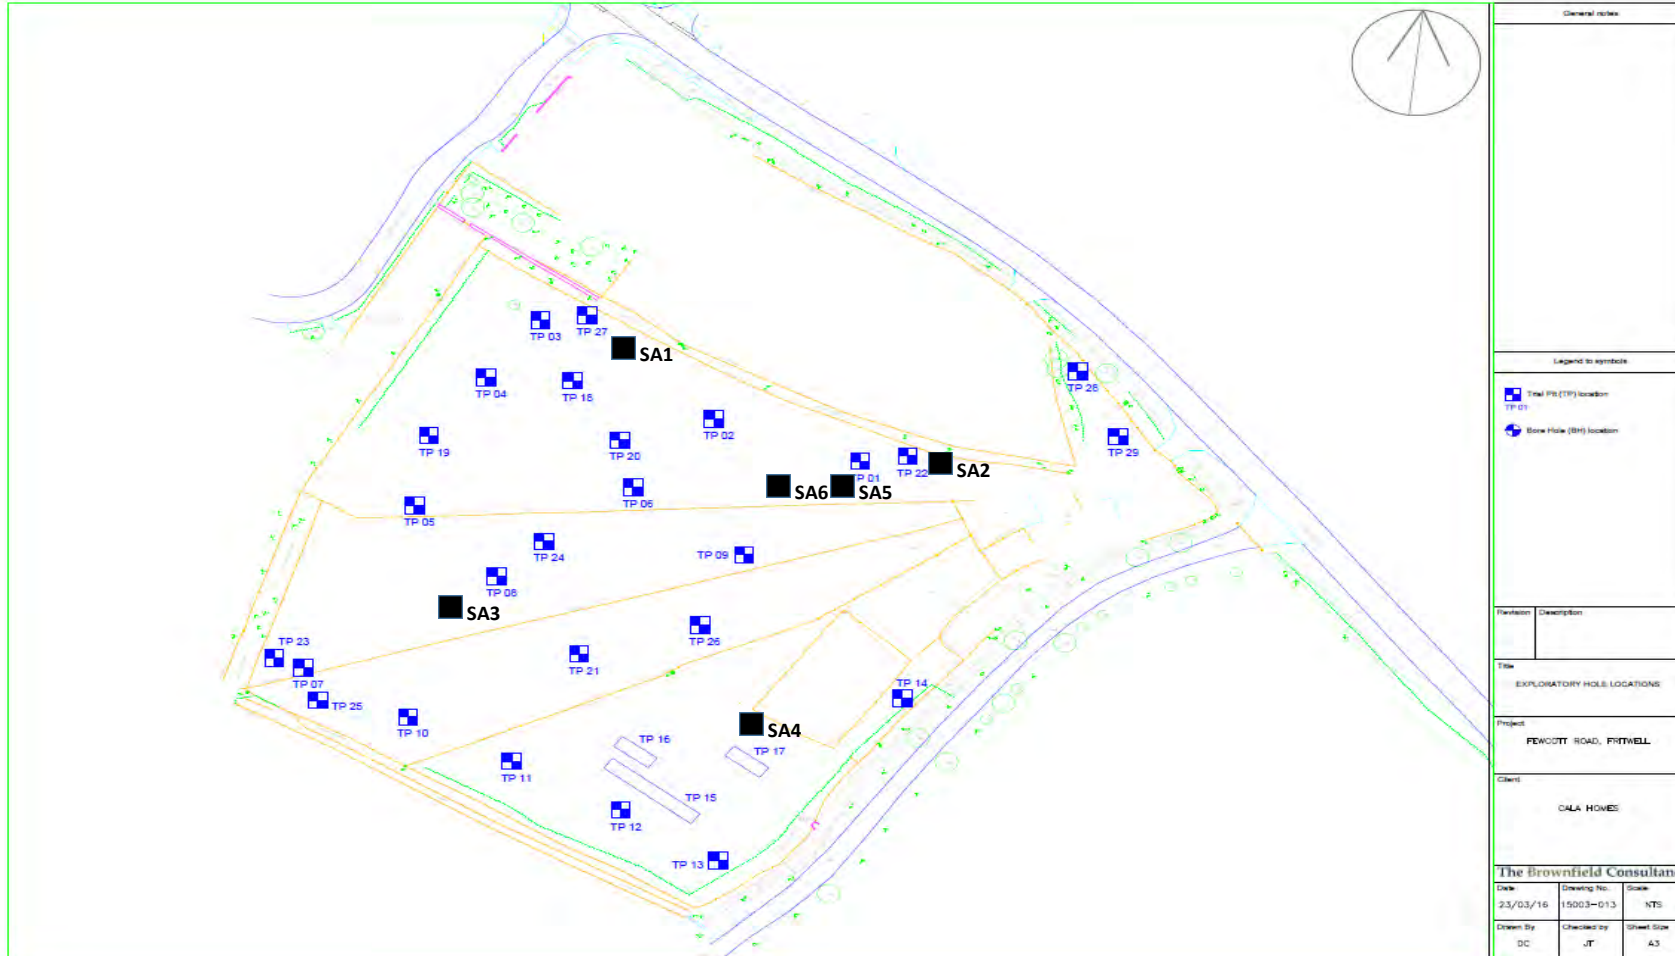 General notes
TP 03
TP 27
SA1
TP 04
TP 18
TP 28
Legend to symbols
Trial Pit (TP) location
TP 01
Bore Hole (BH) location
TP 02
TP 19
TP 20
TP 29
TP 01
TP 22
SA2
SA6
SA5
TP 06
TP 05
TP 24
TP 09
TP 08
SA3
Revision
Description
TP 26
TP 23
TP 21
TP 07
TP 14
Title
EXPLORATORY HOLE LOCATIONS
TP 25
TP 10
SA4
Project
FEWCOTT ROAD, FRITWELL
TP 16
TP 17
TP 11
Client
TP 15
CALA HOMES
TP 12
TP 13
The Brownfield Consultan
Date
Drawing No.
Scale
23/03/16
15003-013
NTS
Drawn By
Checked by
Sheet Size
DC
JT
A3